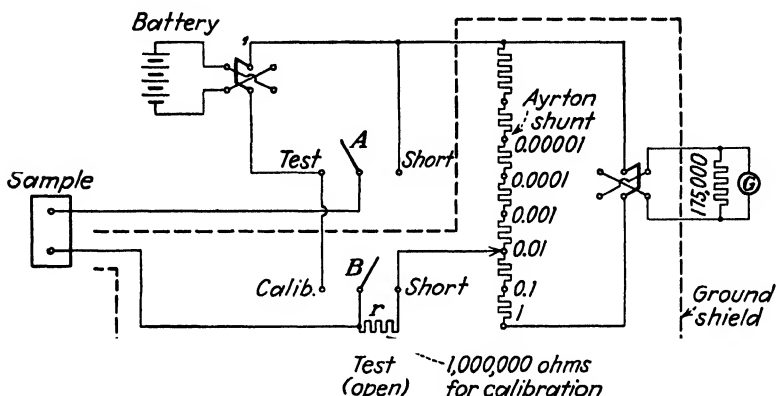 Battery
1
A
Test
Short
Ayrton
shunt
0.00001
0.0001
0.001
0.01
0.1
1
175,000
G
Sample
B
Calib.
Short
r
Ground
shield
Test
(open)
1,000,000 ohms
for calibration